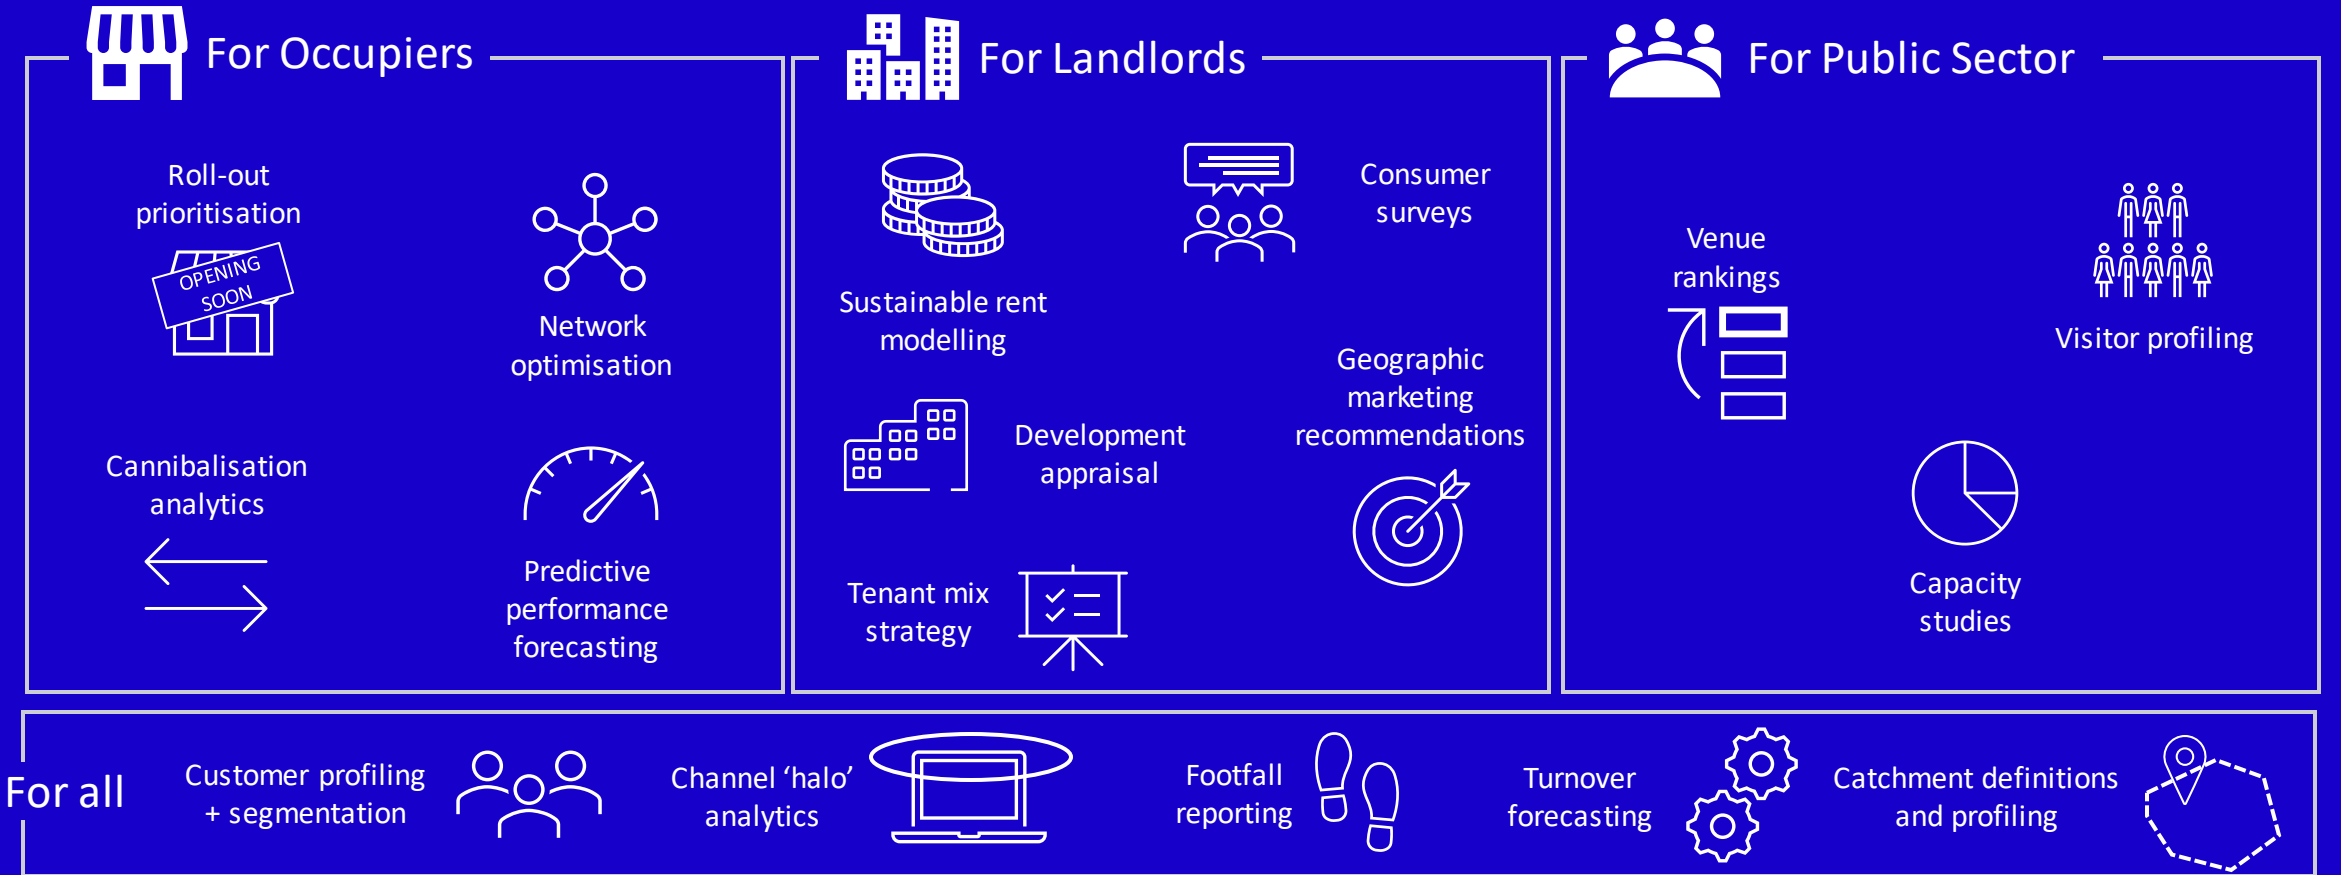 For Occupiers
Roll-out
prioritisation
OPENING
SOON
Network
optimisation
Cannibalisation
analytics
Predictive
performance
forecasting
For Landlords
Sustainable rent
modelling
Consumer
surveys
Development
appraisal
Geographic
marketing
recommendations
Tenant mix
strategy
For Public Sector
Venue
rankings
Visitor profiling
Capacity
studies
For all
Customer profiling
+ segmentation
Channel ‘halo’
analytics
Footfall
reporting
Turnover
forecasting
Catchment definitions
and profiling